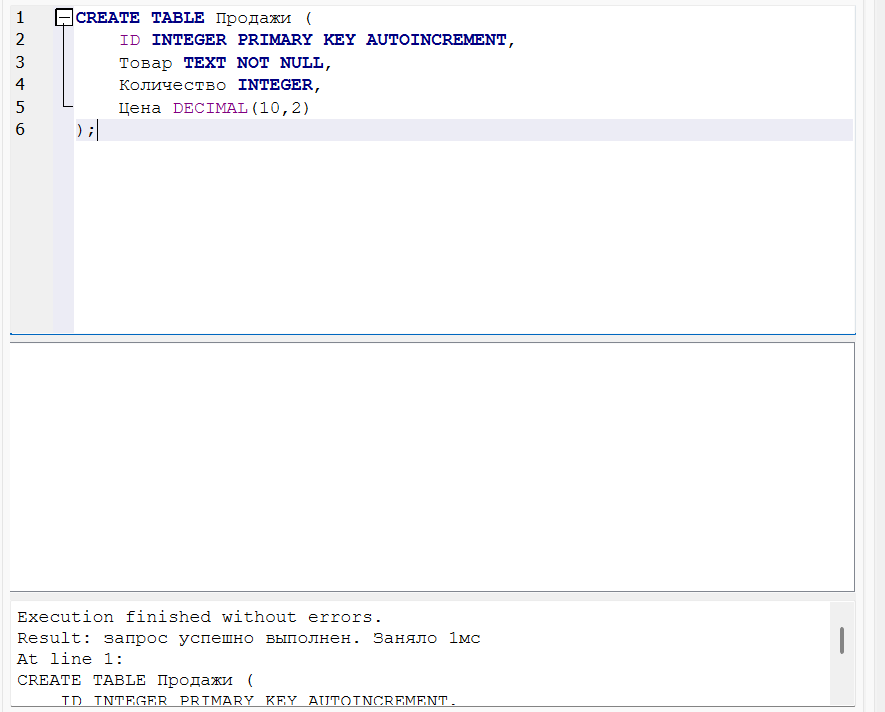 1 CREATE TABLE Продажи (
2 ID INTEGER PRIMARY KEY AUTOINCREMENT,
3 Товар TEXT NOT NULL,
4 Количество INTEGER,
5 Цена DECIMAL(10,2)
6 );
Execution finished without errors.
Result: запрос успешно выполнен. Заняло 1мс
At line 1:
CREATE TABLE Продажи (
ID INTEGER PRIMARY KEY AUTOINCREMENT,